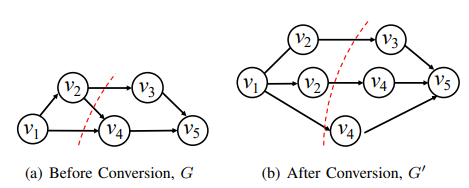 v2 v3
v1 v4 v5
(a) Before Conversion, G
v2 v3
v1 v2 v4 v5
v4
(b) After Conversion, G′